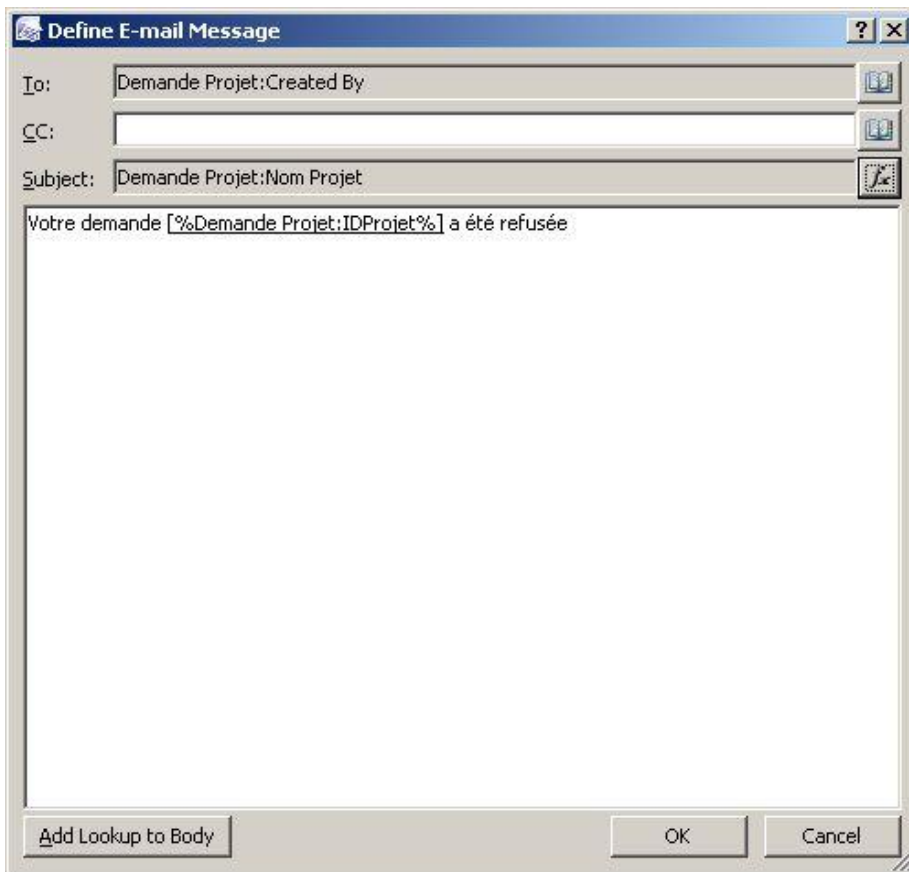 Define E-mail Message
To: Demande Projet:Created By
CC:
Subject: Demande Projet:Nom Projet
Votre demande [%Demande Projet:IDProjet%] a été refusée
Add Lookup to Body OK Cancel